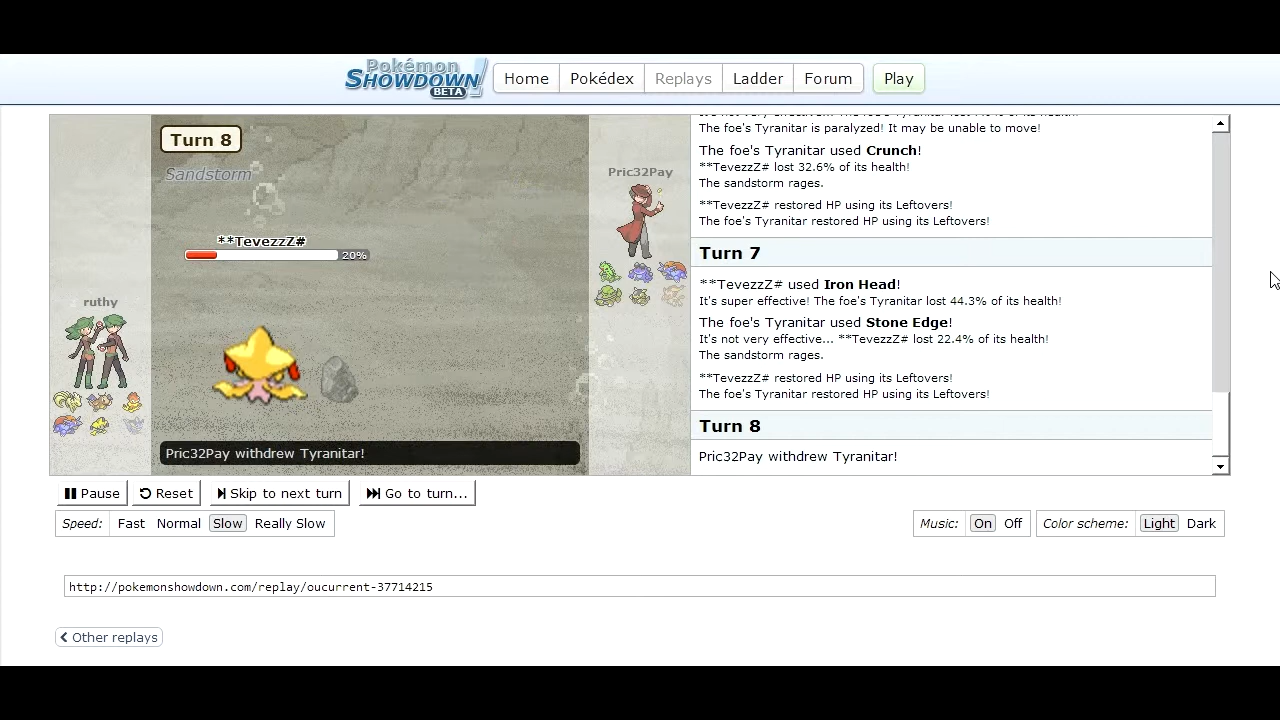 Pokémon
SHOWDOWN!
BETA
Home
Pokédex
Replays
Ladder
Forum
Play
Turn 8
Sandstorm
**TevezzZ#
20%
ruthy
Pric32Pay
Pric32Pay withdrew Tyranitar!
The foe's Tyranitar is paralyzed! It may be unable to move!
The foe's Tyranitar used Crunch!
**TevezzZ# lost 32.6% of its health!
The sandstorm rages.
**TevezzZ# restored HP using its Leftovers!
The foe's Tyranitar restored HP using its Leftovers!
Turn 7
**TevezzZ# used Iron Head!
It's super effective! The foe's Tyranitar lost 44.3% of its health!
The foe's Tyranitar used Stone Edge!
It's not very effective... **TevezzZ# lost 22.4% of its health!
The sandstorm rages.
**TevezzZ# restored HP using its Leftovers!
The foe's Tyranitar restored HP using its Leftovers!
Turn 8
Pric32Pay withdrew Tyranitar!
Pause
Reset
Skip to next turn
Go to turn...
Speed: Fast Normal Slow Really Slow
Music: On Off
Color scheme: Light Dark
http://pokemonshowdown.com/replay/oucurrent-37714215
Other replays